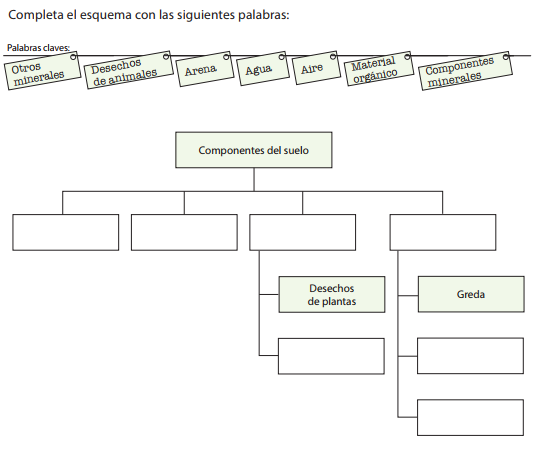 Completa el esquema con las siguientes palabras:
Palabras claves:
Otros
minerales
Desechos
de animales
Arena
Agua
Aire
Material
orgánico
Componentes
minerales
Componentes del suelo
Desechos
de plantas
Greda